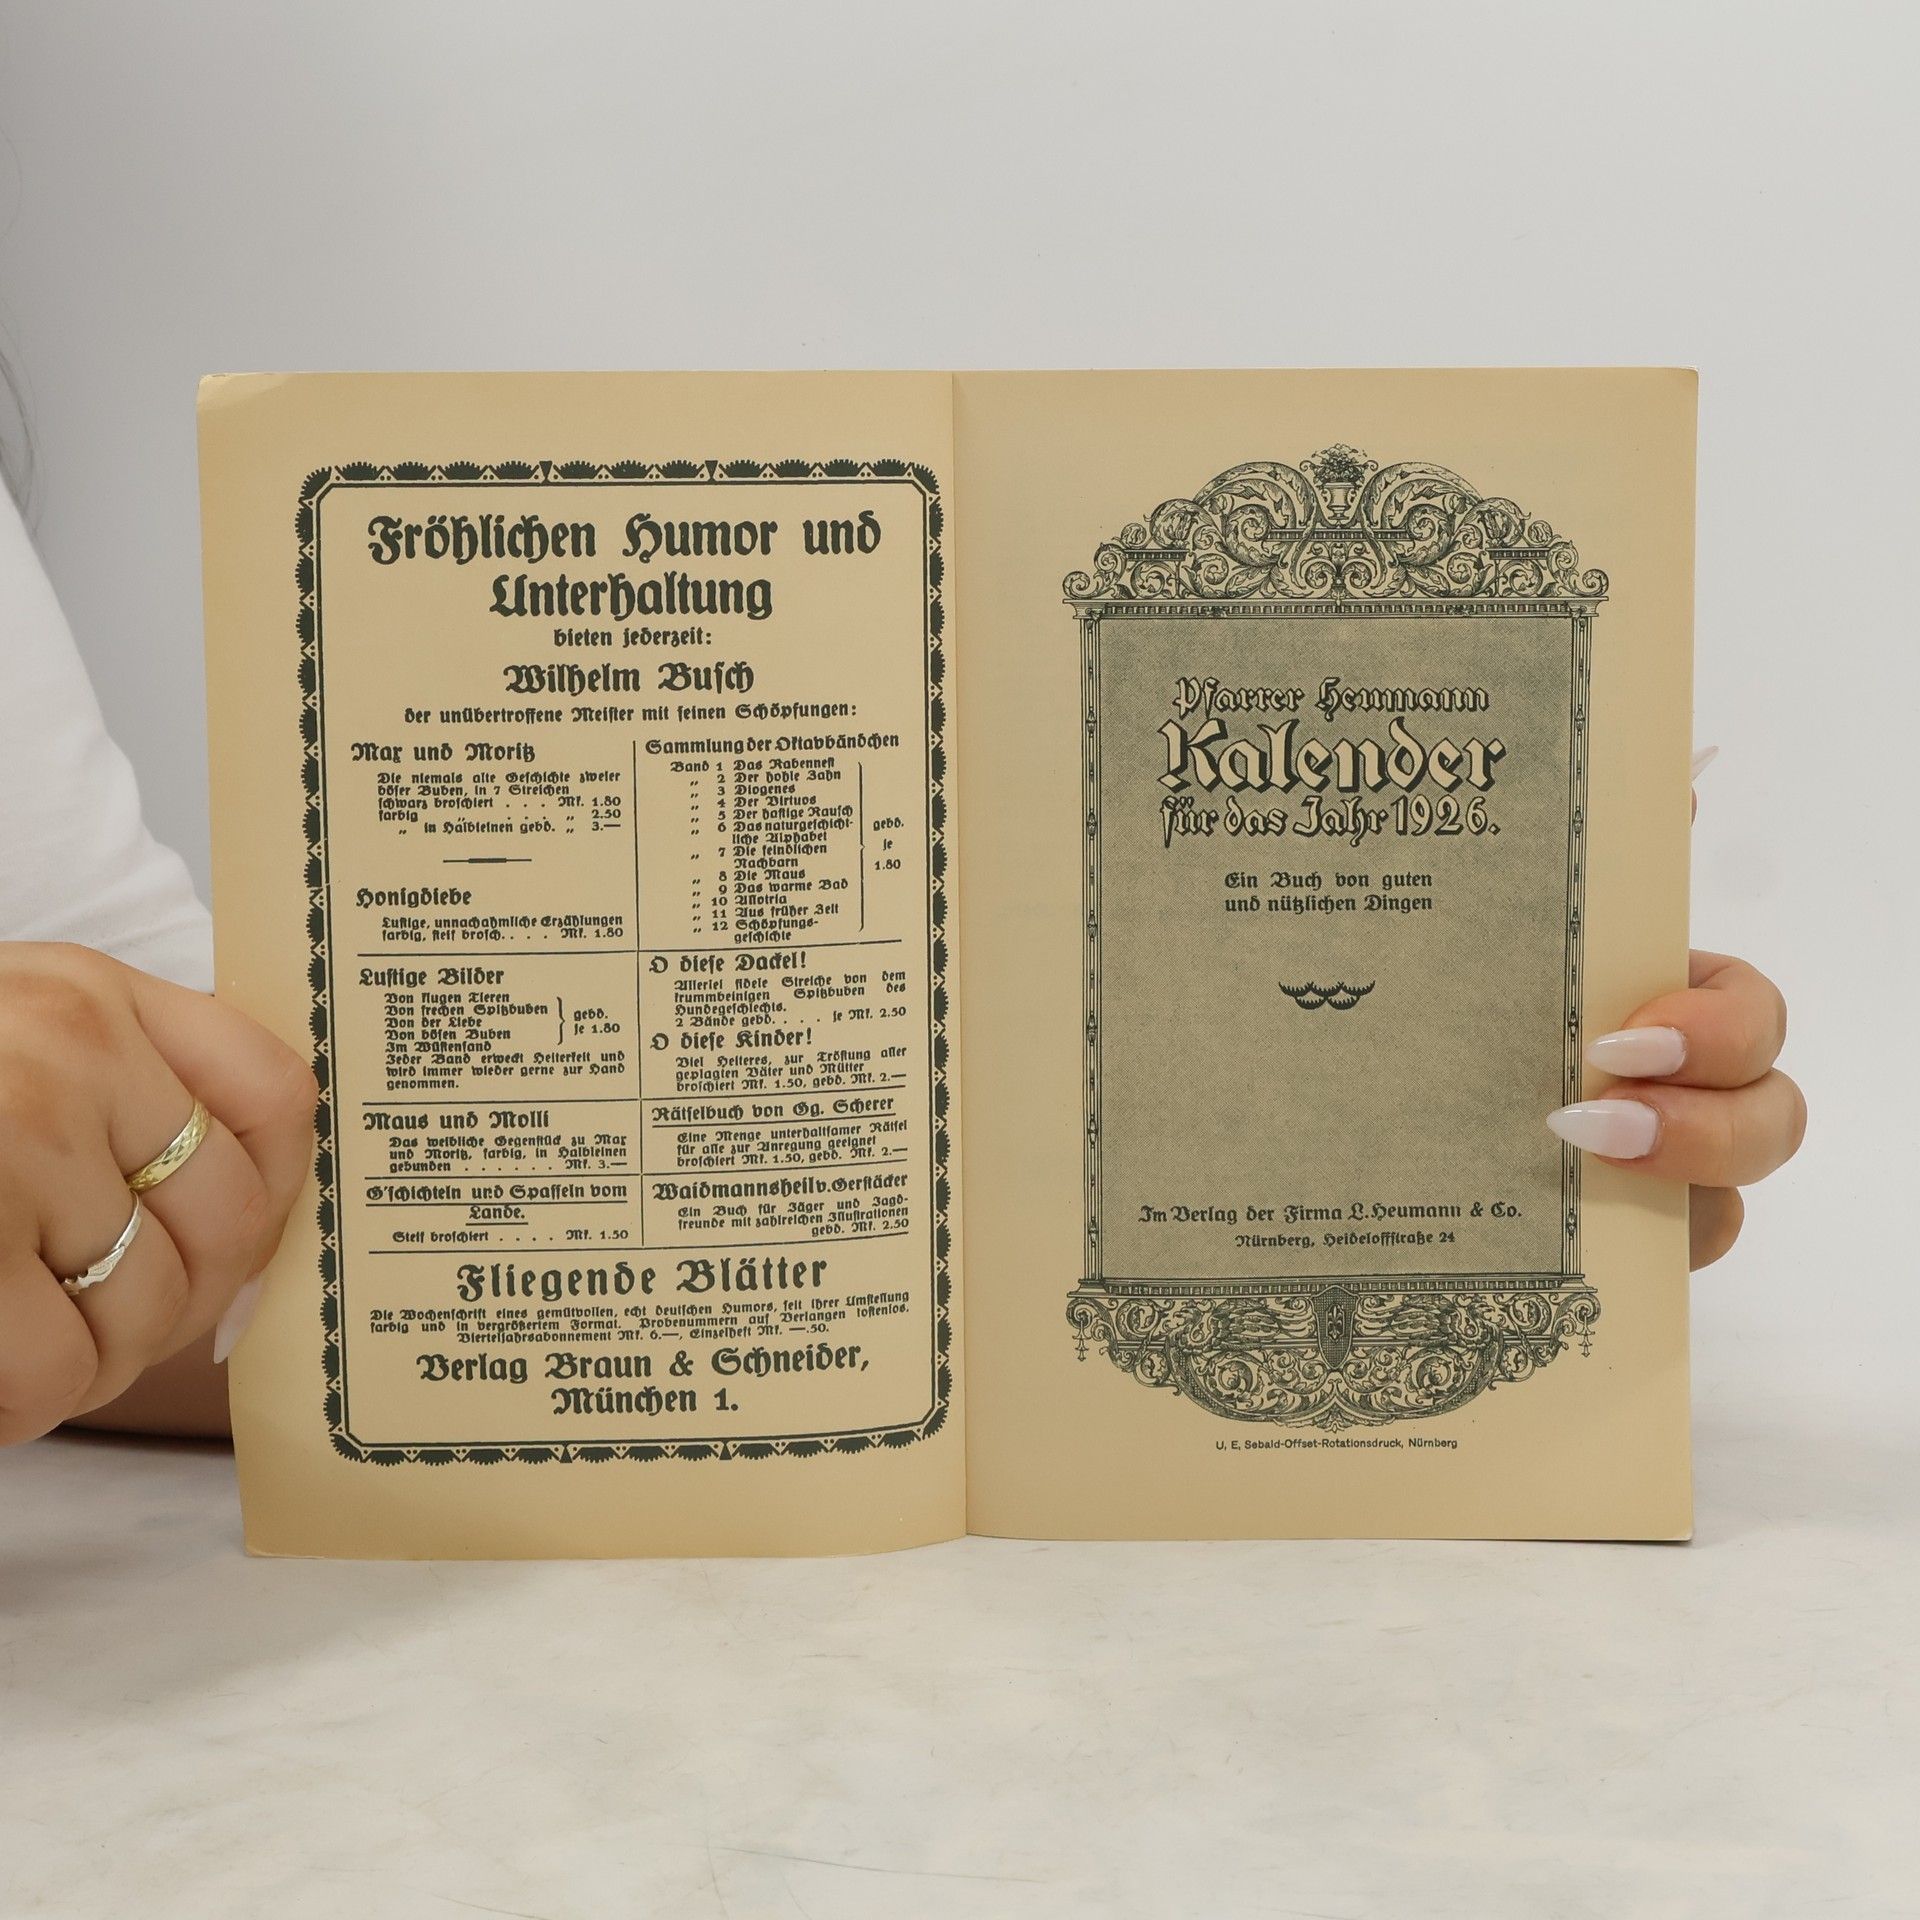 Fröhlichen Humor und
Unterhaltung
bieten jederzeit:
Wilhelm Busch
der unübertroffene Meister mit seinen Schöpfungen:
Max und Moritz
Die niemals alte Geschichte zweier
böser Buben, in 7 Streichen
schwarz broschiert . . . Mk. 1.80
farbig . . . „ 2.50
„ in Halbleinen gebd. „ 3.—
Honigdiebe
Lustige, unnachahmliche Erzählungen
farbig, steif brosch. . . . Mk. 1.80
Sammlung der Oktavbändchen
Band 1 Das Rabennest
„ 2 Der hohle Zahn
„ 3 Diogenes
„ 4 Der Virtuos
„ 5 Der hastige Rausch
„ 6 Das naturgeschicht-
liche Alphabet
„ 7 Die feindlichen
Nachbarn
„ 8 Die Maus
„ 9 Das warme Bad
„ 10 Allotria
„ 11 Aus früher Zeit
„ 12 Schöpfungs-
geschichte
gebd.
je
1.80
Lustige Bilder
Von klugen Tieren
Von frechen Spitzbuben
Von der Liebe
Von bösen Buben
Im Wüstensand
gebd.
je 1.80
Jeder Band erweckt Heiterkeit und
wird immer wieder gerne zur Hand
genommen.
O diese Dackel!
Allerlei fidele Streiche von dem
krummbeinigen Spitzbuben des
Hundegeschlechts.
2 Bände gebd. . . . . je Mk. 2.50
O diese Kinder!
Viel Heiteres, zur Tröstung aller
geplagten Väter und Mütter
broschiert Mk. 1.50, gebd. Mk. 2.—
Maus und Molli
Das weibliche Gegenstück zu Max
und Moritz, farbig, in Halbleinen
gebunden . . . . . . Mk. 3.—
Rätselbuch von Gg. Scherer
Eine Menge unterhaltsamer Rätsel
für alle zur Anregung geeignet
broschiert Mk. 1.50, gebd. Mk. 2.—
G'schichteln und Spasseln vom
Lande.
Steif broschiert . . . . Mk. 1.50
Waidmannsheil v. Gerstäcker
Ein Buch für Jäger und Jagd-
freunde mit zahlreichen Illustrationen
gebd. Mk. 2.50
Fliegende Blätter
Die Wochenschrift eines gemütvollen, echt deutschen Humors, seit ihrer Umstellung
farbig und in vergrößertem Format. Probenummern auf Verlangen kostenlos.
Vierteljahrsabonnement Mk. 6.—, Einzelheft Mk. —.50.
Verlag Braun & Schneider,
München 1.
Pfarrer Heumann
Kalender
für das Jahr 1926.
Ein Buch von guten
und nützlichen Dingen
Im Verlag der Firma L. Heumann & Co.
Nürnberg, Heideloffstraße 24
U. E. Sebald-Offset-Rotationsdruck, Nürnberg